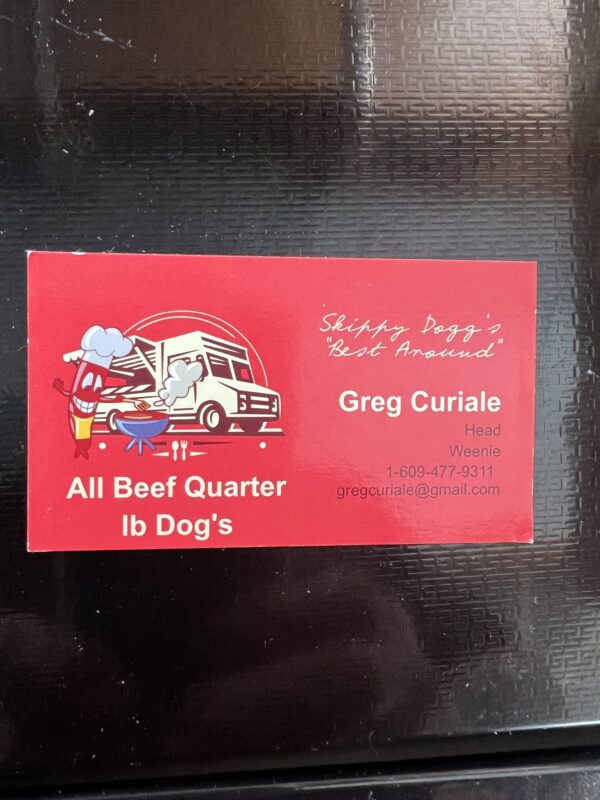 Skippy Dogg's
"Best Around"
Greg Curiale
Head
Weenie
1-609-477-9311
gregcuriale@gmail.com
All Beef Quarter
lb Dog's